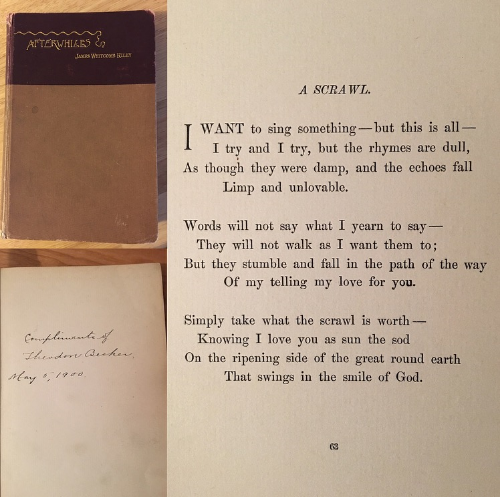 AFTERWHILES
JAMES WHITCOMB RILEY
Compliments of
Theodore Becker
May 5, 1900
A SCRAWL.
I WANT to sing something—but this is all—
I try and I try, but the rhymes are dull,
As though they were damp, and the echoes fall
Limp and unlovable.
Words will not say what I yearn to say—
They will not walk as I want them to;
But they stumble and fall in the path of the way
Of my telling my love for you.
Simply take what the scrawl is worth—
Knowing I love you as sun the sod
On the ripening side of the great round earth
That swings in the smile of God.
63